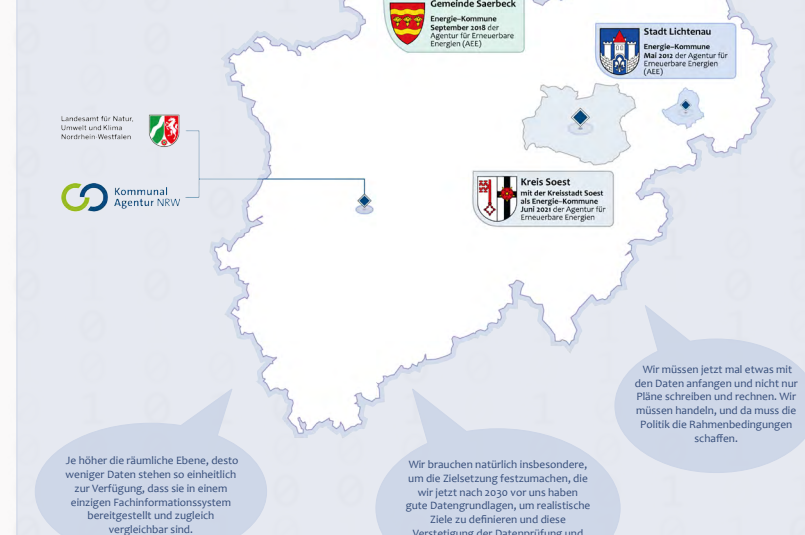 Gemeinde Saerbeck
Energie-Kommune
September 2018 der
Agentur für Erneuerbare
Energien (AEE)
Stadt Lichtenau
Energie-Kommune
Mai 2012 der Agentur für
Erneuerbare Energien
(AEE)
Landesamt für Natur,
Umwelt und Klima
Nordrhein-Westfalen
Kommunal
Agentur NRW
Kreis Soest
mit der Kreisstadt Soest
als Energie-Kommune
Juni 2021 der Agentur für
Erneuerbare Energien
Wir müssen jetzt mal etwas mit
den Daten anfangen und nicht nur
Pläne schreiben und rechnen. Wir
müssen handeln, und da muss die
Politik die Rahmenbedingungen
schaffen.
Je höher die räumliche Ebene, desto
weniger Daten stehen so einheitlich
zur Verfügung, dass sie in einem
einzigen Fachinformationssystem
bereitgestellt und zugleich
vergleichbar sind.
Wir brauchen natürlich insbesondere,
um die Zielsetzung festzumachen, die
wir jetzt nach 2030 vor uns haben
gute Datengrundlagen, um realistische
Ziele zu definieren und diese
Verstetigung der Datenprüfung und